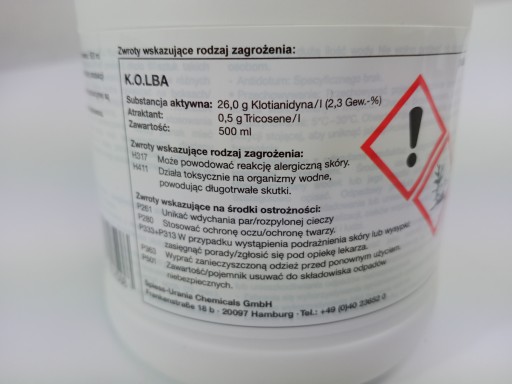 Zwroty wskazujące rodzaj zagrożenia:
K.O.LBA
Substancja aktywna: 26,0 g Klotianidyna/l (2,3 Gew.-%)
Atraktant: 0,5 g Tricosene/l
Zawartość: 500 ml
Zwroty wskazujące rodzaj zagrożenia:
H317 Może powodować reakcję alergiczną skóry.
H411 Działa toksycznie na organizmy wodne,
powodując długotrwałe skutki.
Zwroty wskazujące na środki ostrożności:
P261 Unikać wdychania par/rozpylonej cieczy
P280 Stosować ochronę oczu/ochronę twarzy.
P333+P313 W przypadku wystąpienia podrażnienia skóry lub wysypki:
zasięgnąć porady/zgłosić się pod opiekę lekarza.
P363 Wyprać zanieczyszczoną odzież przed ponownym użyciem.
P501 Zawartość/pojemnik usuwać do składowiska odpadów
niebezpiecznych.
Spiess-Urania Chemicals GmbH
Frankenstraße 18 b · 20097 Hamburg · Tel.: +49 (0)40 23652 0